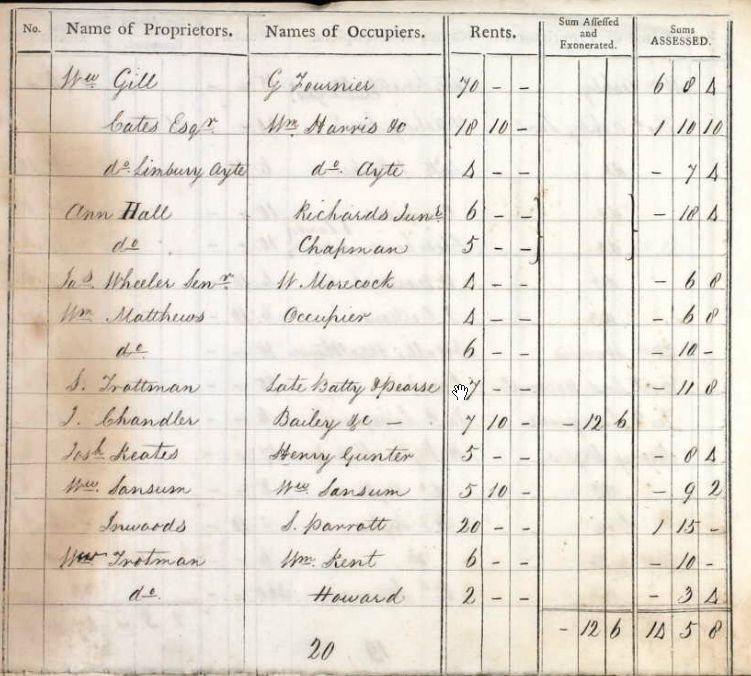 No. Name of Proprietors. Names of Occupiers. Rents. Sum Assessed and Exonerated. Sums ASSESSED.
Wm Gill G Fournier 70 - - 6 8 4
Cates Esqr Wm Harris &c 18 10 - 1 10 10
do. Limbury Ayte do. Ayte 4 - - - 7 4
Ann Hall Richards Junr 6 - - - 18 4
do Chapman 5 - -
Jas. Wheeler Senr W. Morecock 4 - - - 6 8
Wm Matthews Occupier 4 - - - 6 8
do 6 - - - 10 -
S. Trattman Late Batty & Pearse 7 - - - 11 8
J. Chandler Bailey &c - 7 10 - - 12 6
Josh Keates Henry Gunter 5 - - - 8 4
Wm. Sansum Wm Sansum 5 10 - - 9 2
Inwoods S. Parrott 20 - - 1 15 -
Wm Trotman Wm. Kent 6 - - - 10 -
do. Howard 2 - - - 3 4
- 12 6 14 5 8
20